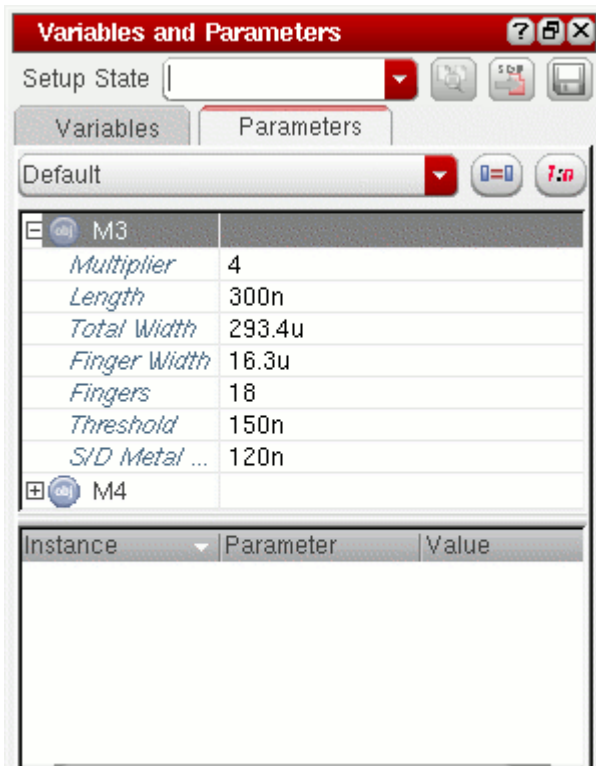 Variables and Parameters
Setup State
Variables Parameters
Default
M3
Multiplier 4
Length 300n
Total Width 293.4u
Finger Width 16.3u
Fingers 18
Threshold 150n
S/D Metal ... 120n
M4
Instance Parameter Value